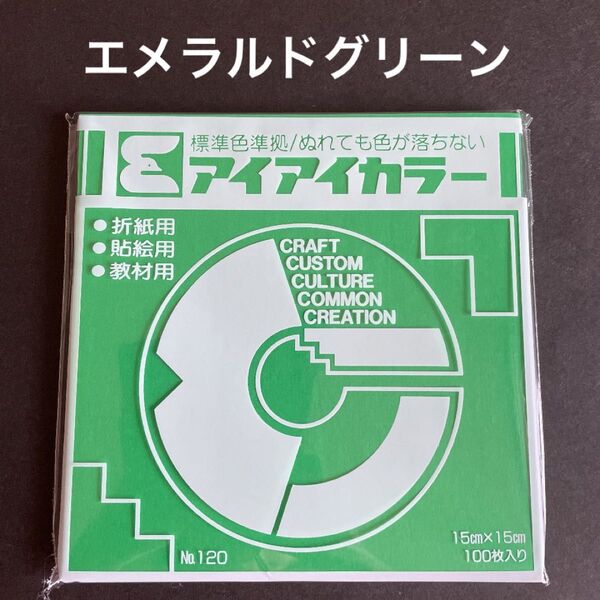 エメラルドグリーン
標準色準拠/ぬれても色が落ちない
アイアイカラー
●折紙用
●貼絵用
●教材用
CRAFT
CUSTOM
CULTURE
COMMON
CREATION
15㎝×15㎝
100枚入り
№120